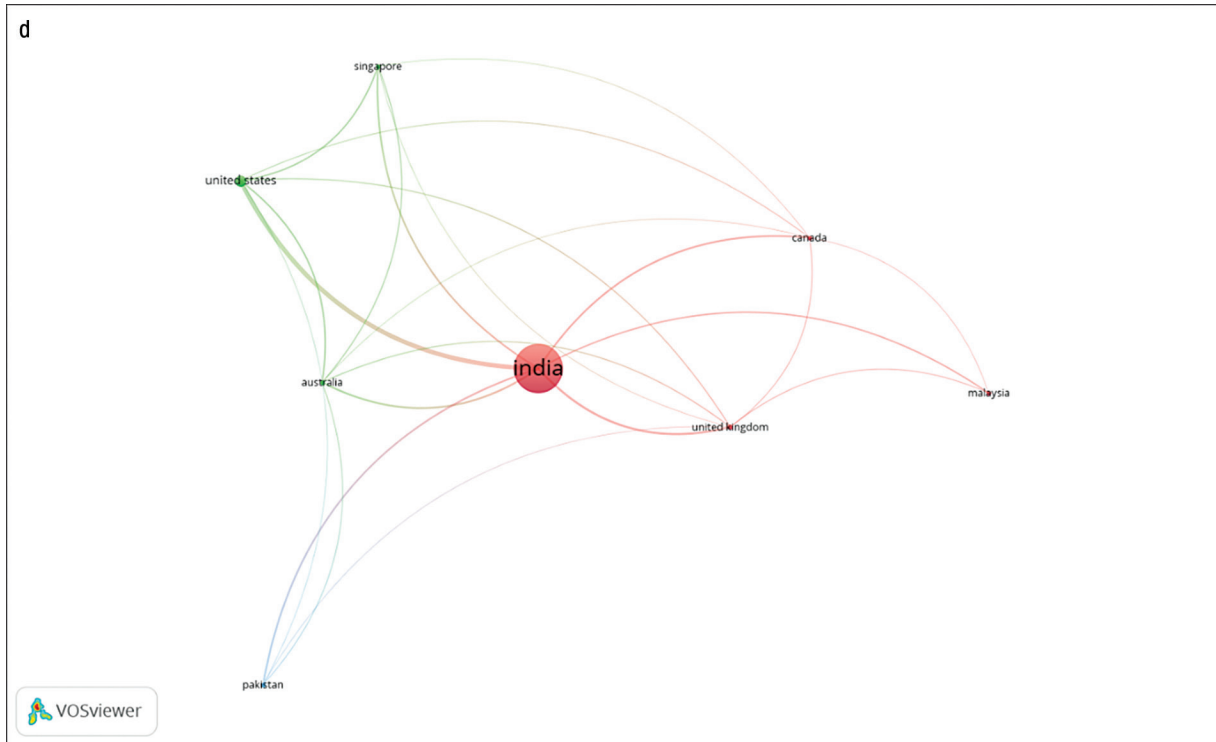 d
singapore
united states
canada
india
australia
malaysia
united kingdom
pakistan
VOSviewer